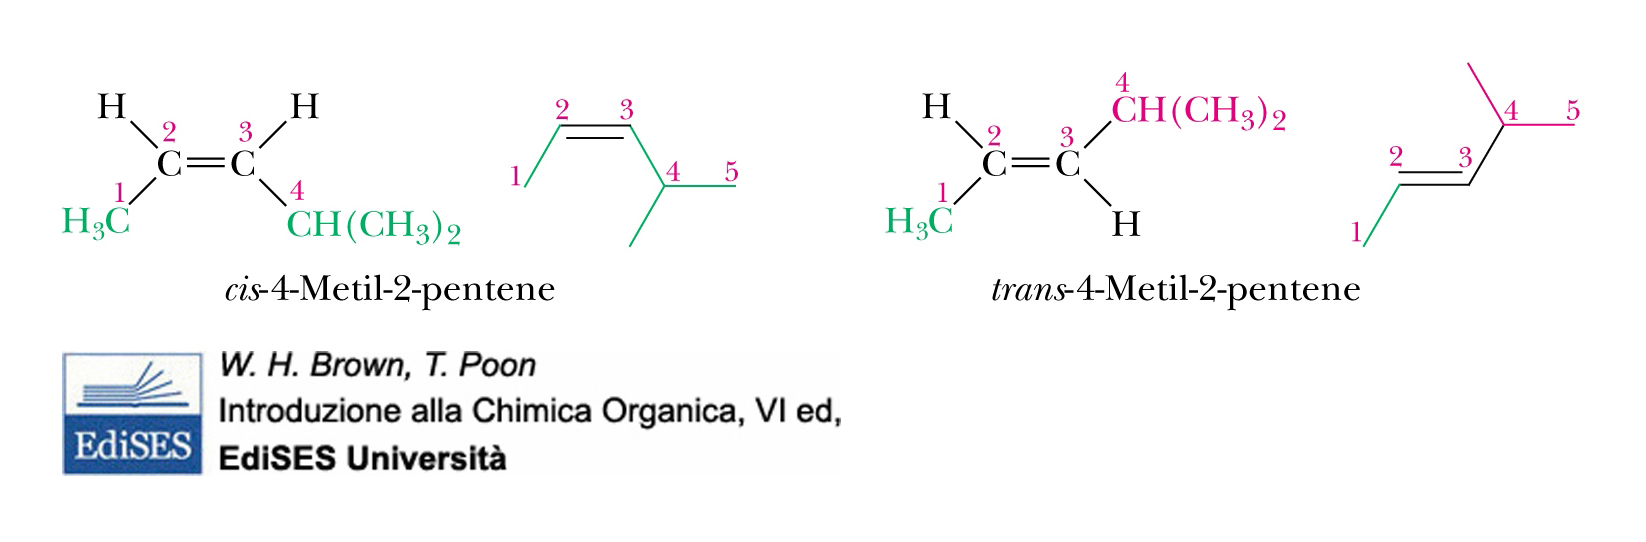 H H
2 3
C C
1 4
H₃C CH(CH₃)₂
2 3
1 4 5
cis-4-Metil-2-pentene
4
H CH(CH₃)₂
2 3
C C
1
H₃C H
4 5
2 3
1
trans-4-Metil-2-pentene
EdiSES
W. H. Brown, T. Poon
Introduzione alla Chimica Organica, VI ed,
EdiSES Università